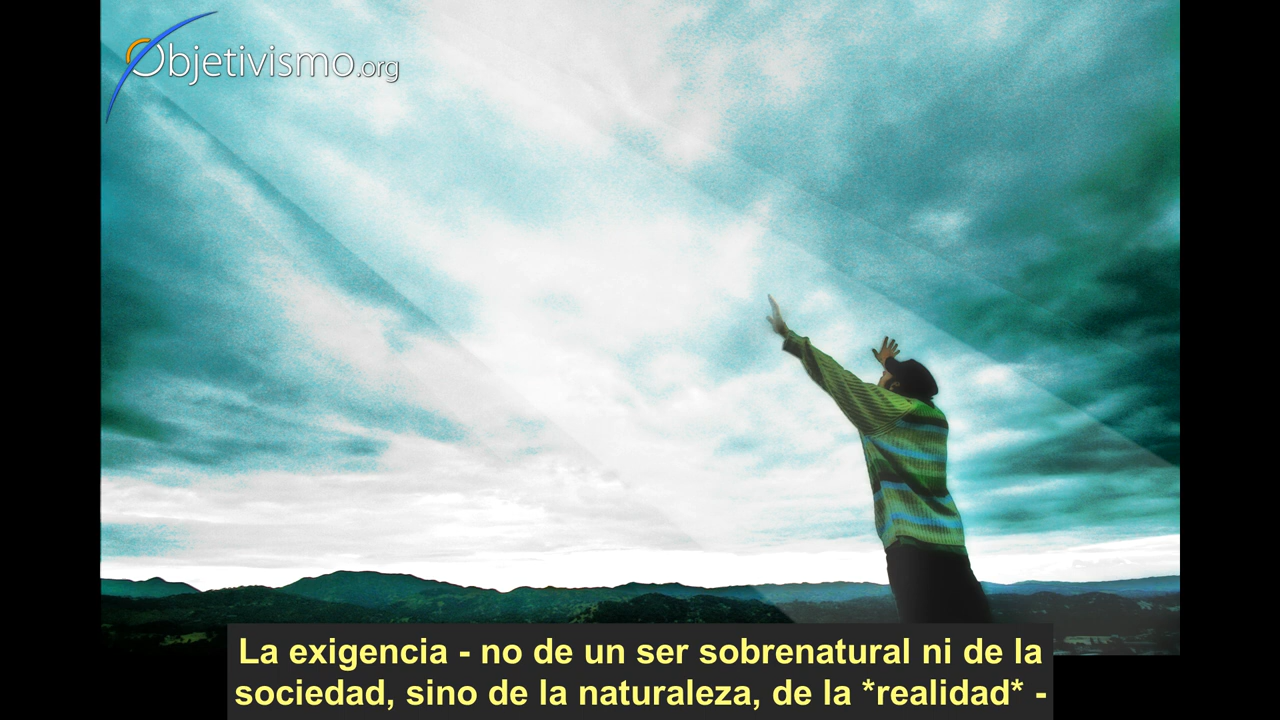 Objetivismo.org
La exigencia - no de un ser sobrenatural ni de la
sociedad, sino de la naturaleza, de la *realidad* -